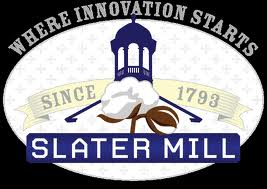 WHERE INNOVATION STARTS
SINCE 1793
SLATER MILL